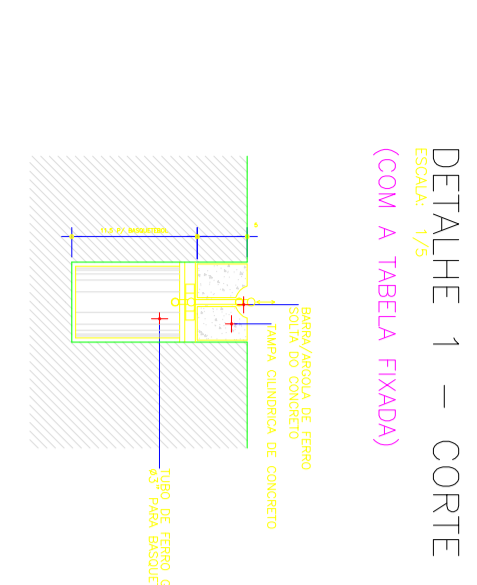 DETALHE 1 — CORTE
ESCALA: 1/5
(COM A TABELA FIXADA)
BARRA/ARGOLA DE FERRO
SOLTA DO CONCRETO
TAMPA CILINDRICA DE CONCRETO
TUBO DE FERRO
ø3" PARA BASQUE